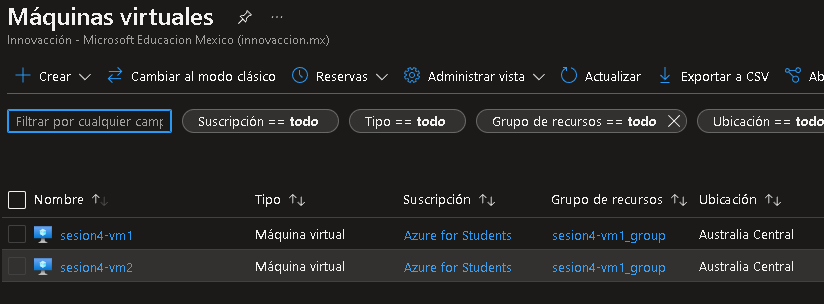 Máquinas virtuales
Innovacción - Microsoft Educacion Mexico (innovaccion.mx)
Crear Cambiar al modo clásico Reservas Administrar vista Actualizar Exportar a CSV Ab
Filtrar por cualquier camp Suscripción == todo Tipo == todo Grupo de recursos == todo Ubicación == todo
Nombre Tipo Suscripción Grupo de recursos Ubicación
sesion4-vm1 Máquina virtual Azure for Students sesion4-vm1_group Australia Central
sesion4-vm2 Máquina virtual Azure for Students sesion4-vm1_group Australia Central